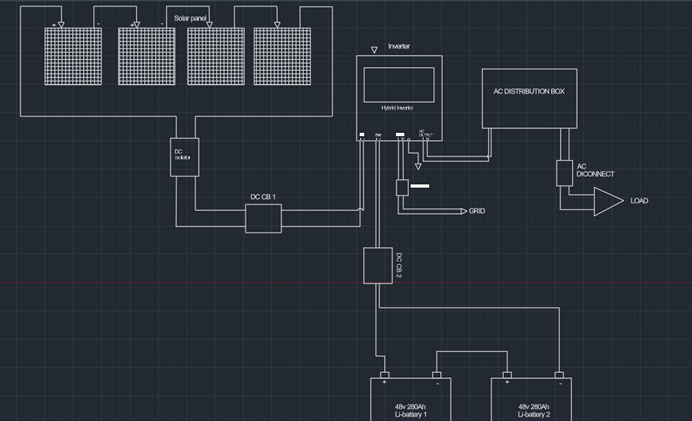 Solar panel
+ - + -
Inverter
Hybrid Inverter
AC DISTRIBUTION BOX
DC
isolator
AC
DICONNECT
DC CB 1
LOAD
GRID
DC CB 2
+ - + -
48v 280Ah
Li-battery 1
48v 280Ah
Li-battery 2